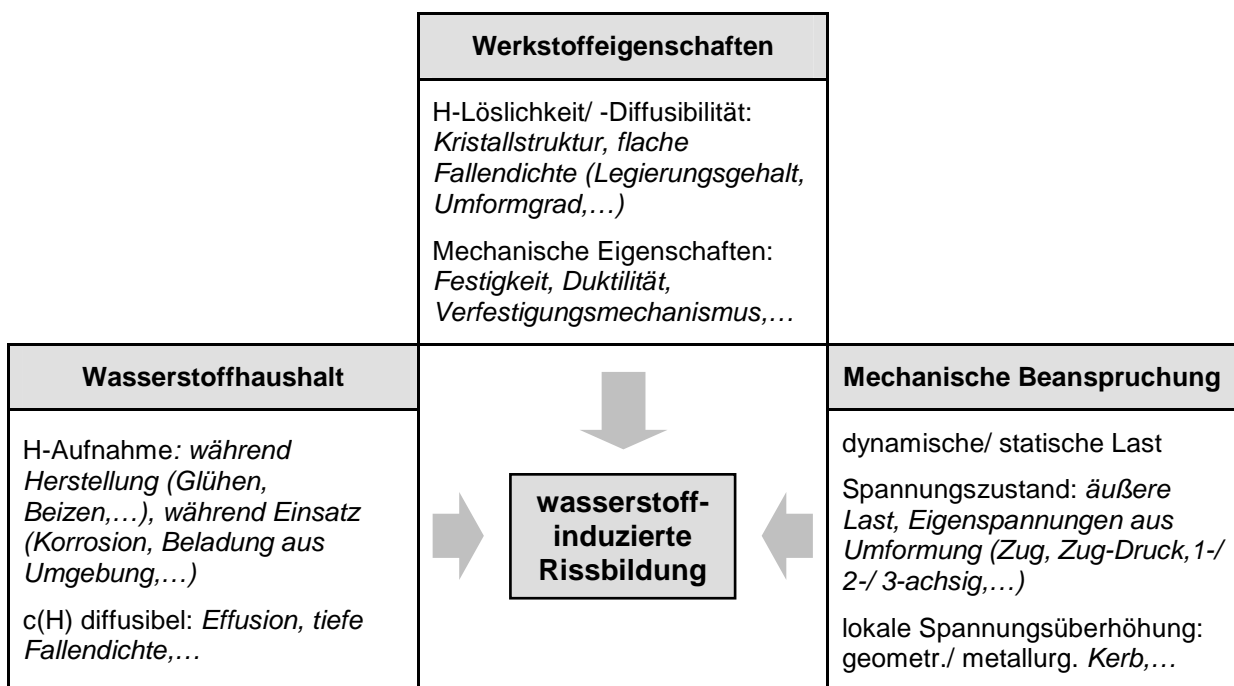 Werkstoffeigenschaften
H-Löslichkeit/ -Diffusibilität:
Kristallstruktur, flache
Fallendichte (Legierungsgehalt,
Umformgrad,…)
Mechanische Eigenschaften:
Festigkeit, Duktilität,
Verfestigungsmechanismus,…
Wasserstoffhaushalt
H-Aufnahme: während
Herstellung (Glühen,
Beizen,…), während Einsatz
(Korrosion, Beladung aus
Umgebung,…)
c(H) diffusibel: Effusion, tiefe
Fallendichte,…
wasserstoff-
induzierte
Rissbildung
Mechanische Beanspruchung
dynamische/ statische Last
Spannungszustand: äußere
Last, Eigenspannungen aus
Umformung (Zug, Zug-Druck,1-/
2-/ 3-achsig,…)
lokale Spannungsüberhöhung:
geometr./ metallurg. Kerb,…